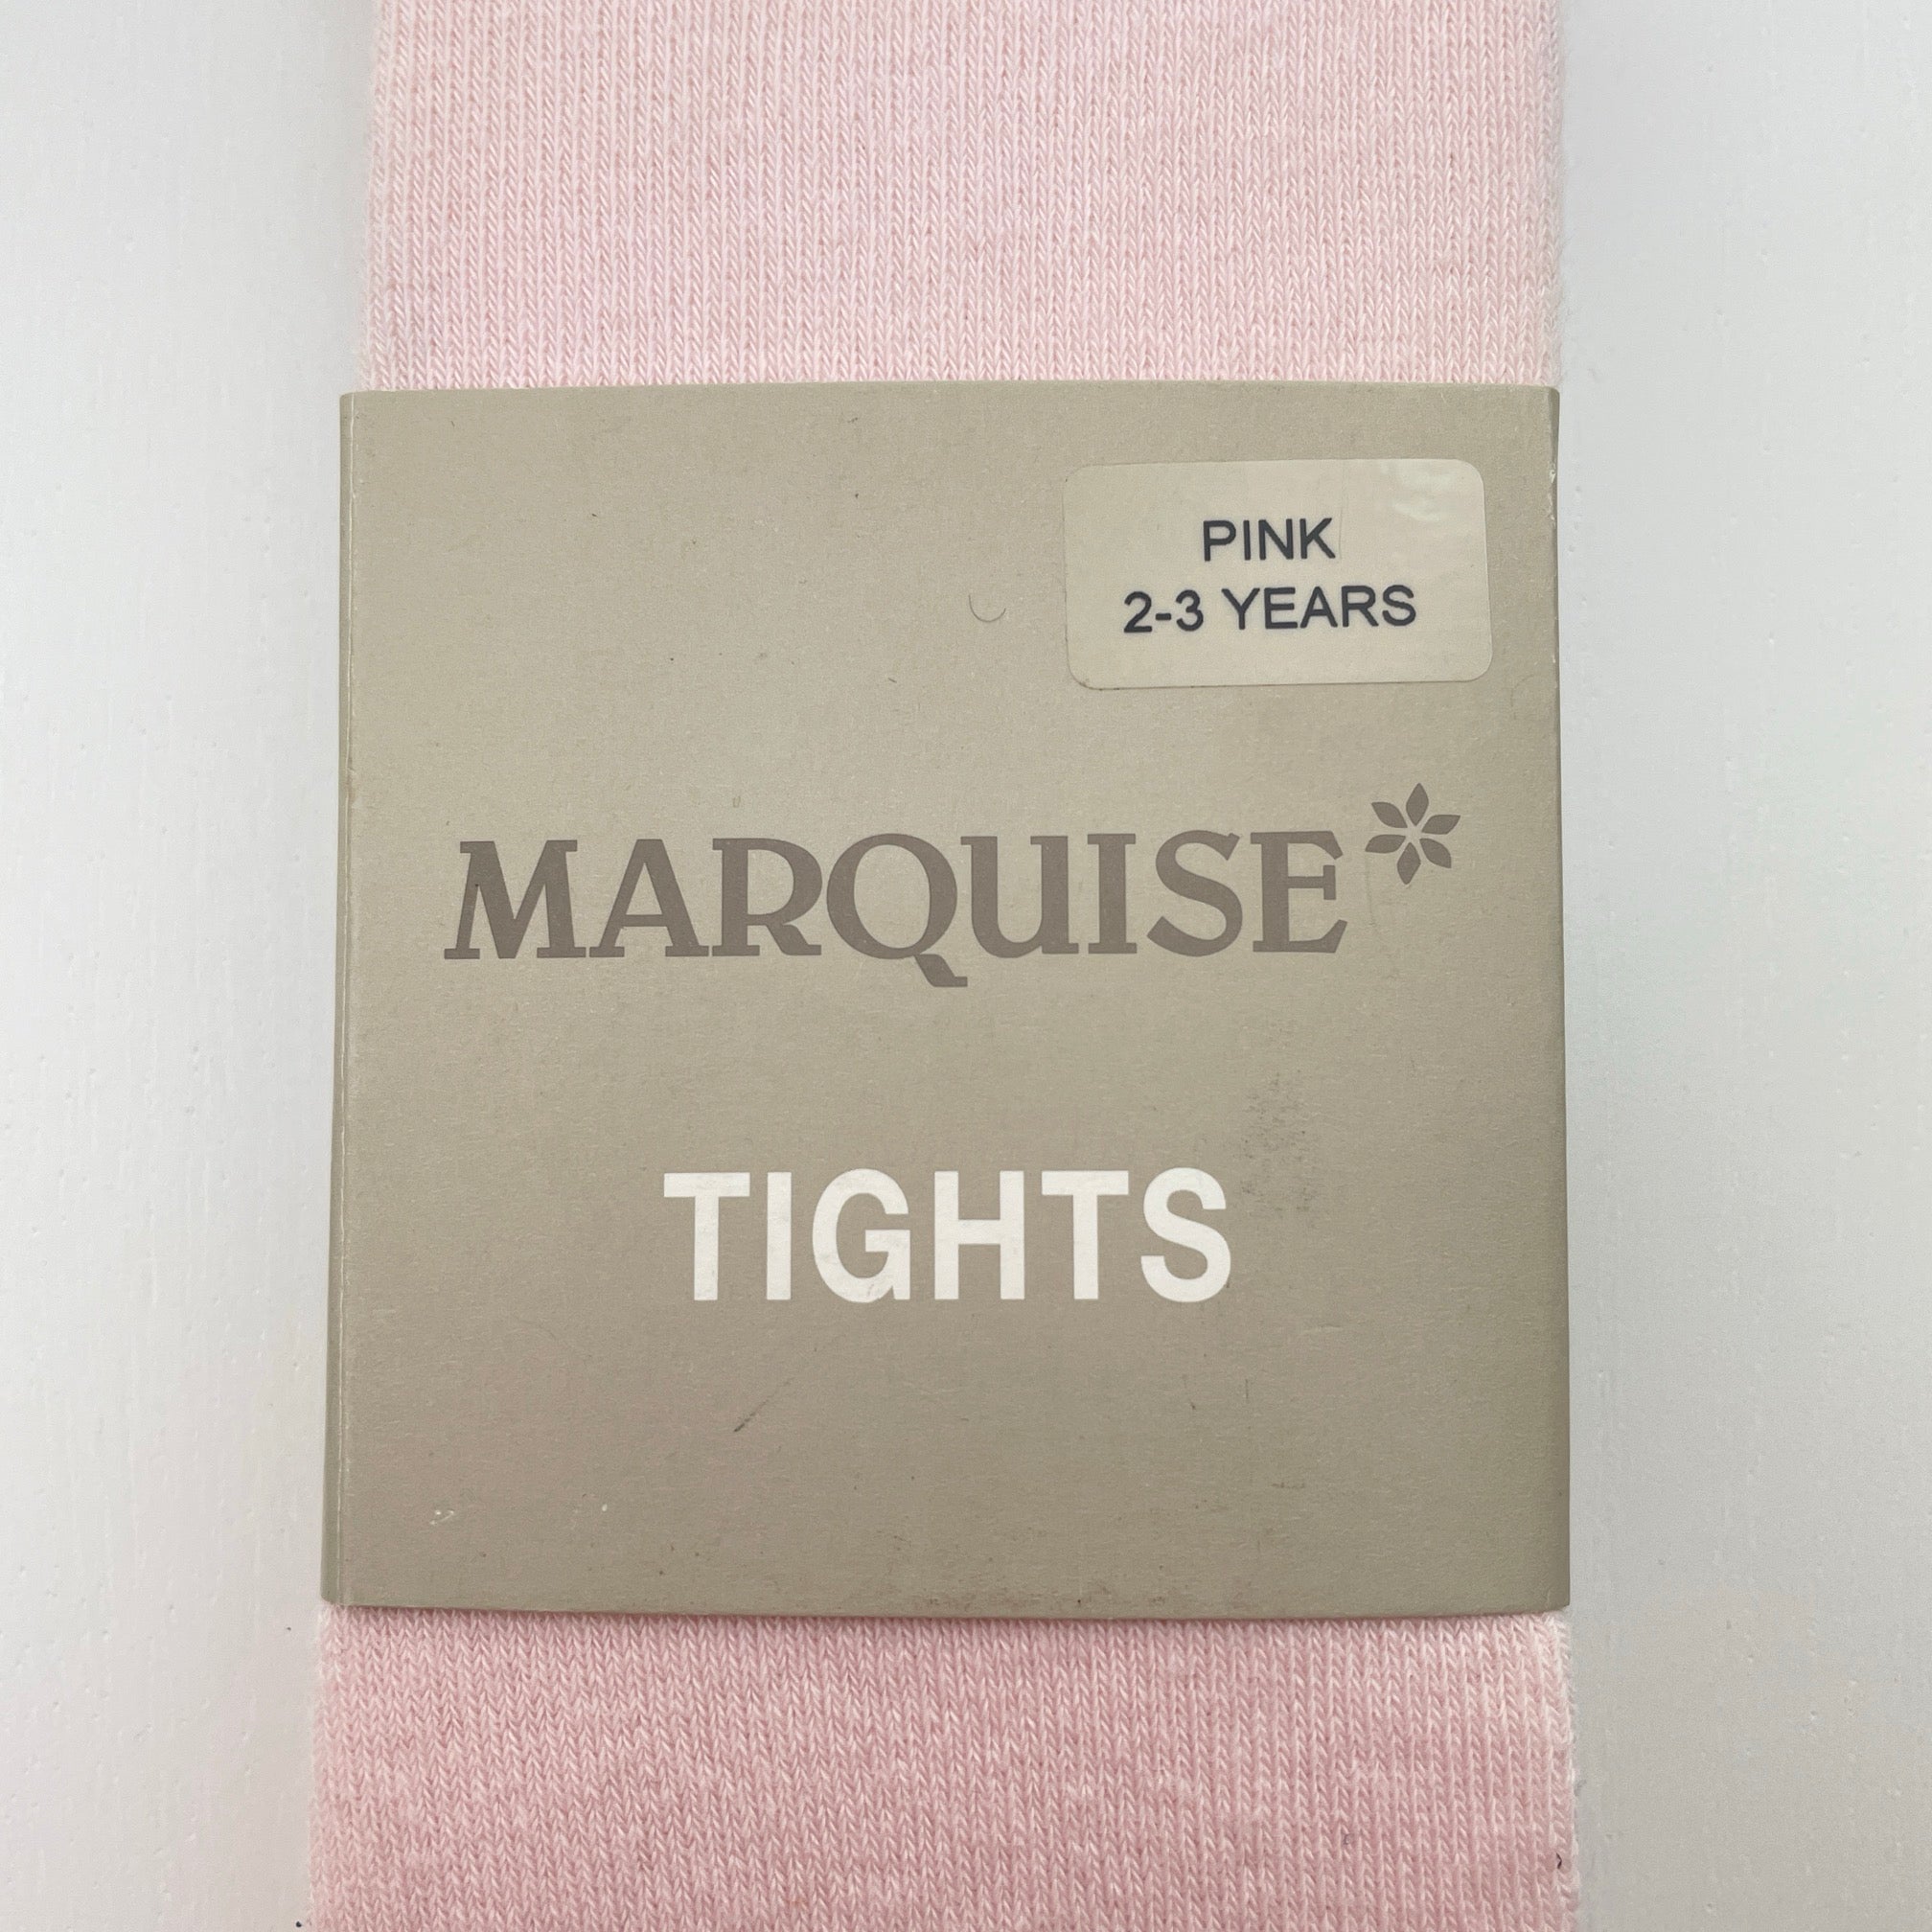 PINK
2-3 YEARS
MARQUISE
TIGHTS